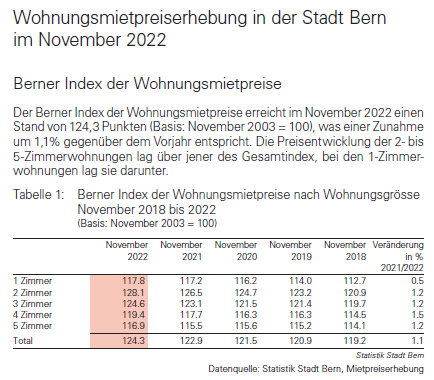 Wohnungsmietpreiserhebung in der Stadt Bern
im November 2022
Berner Index der Wohnungsmietpreise
Der Berner Index der Wohnungsmietpreise erreicht im November 2022 einen
Stand von 124,3 Punkten (Basis: November 2003 = 100), was einer Zunahme
um 1,1% gegenüber dem Vorjahr entspricht. Die Preisentwicklung der 2- bis
5-Zimmerwohnungen lag über jener des Gesamtindex, bei den 1-Zimmer-
wohnungen lag sie darunter.
Tabelle 1: Berner Index der Wohnungsmietpreise nach Wohnungsgrösse
November 2018 bis 2022
(Basis: November 2003 = 100)
November November November November November Veränderung
2022 2021 2020 2019 2018 in %
2021/2022
1 Zimmer 117.8 117.2 116.2 114.0 112.7 0.5
2 Zimmer 128.1 126.5 124.7 123.2 120.9 1.2
3 Zimmer 124.6 123.1 121.5 121.4 119.7 1.2
4 Zimmer 119.4 117.7 116.3 116.3 114.5 1.5
5 Zimmer 116.9 115.5 115.6 115.2 114.1 1.2
Total 124.3 122.9 121.5 120.9 119.2 1.1
Statistik Stadt Bern
Datenquelle: Statistik Stadt Bern, Mietpreiserhebung